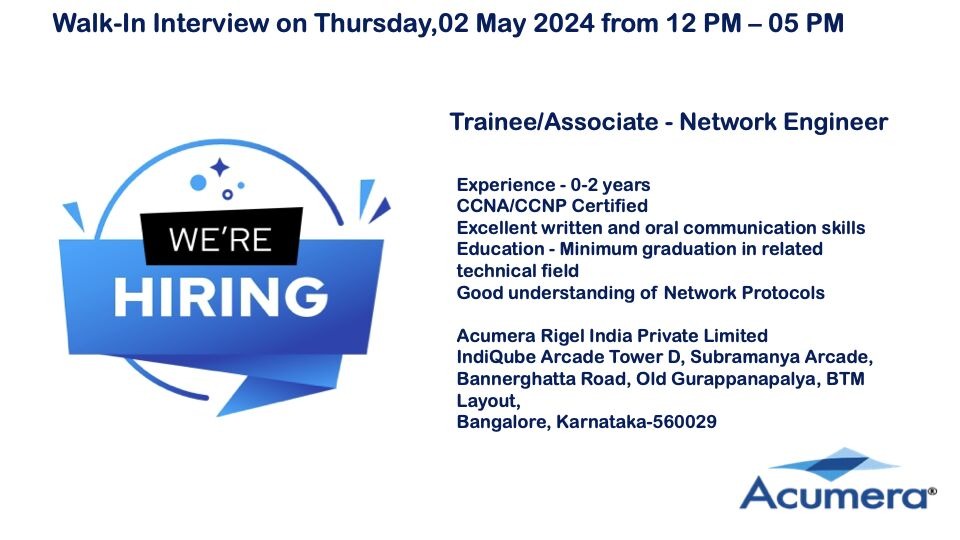 Walk-In Interview on Thursday,02 May 2024 from 12 PM – 05 PM
Trainee/Associate - Network Engineer
WE'RE
HIRING
Experience - 0-2 years
CCNA/CCNP Certified
Excellent written and oral communication skills
Education - Minimum graduation in related
technical field
Good understanding of Network Protocols
Acumera Rigel India Private Limited
IndiQube Arcade Tower D, Subramanya Arcade,
Bannerghatta Road, Old Gurappanapalya, BTM
Layout,
Bangalore, Karnataka-560029
Acumera®